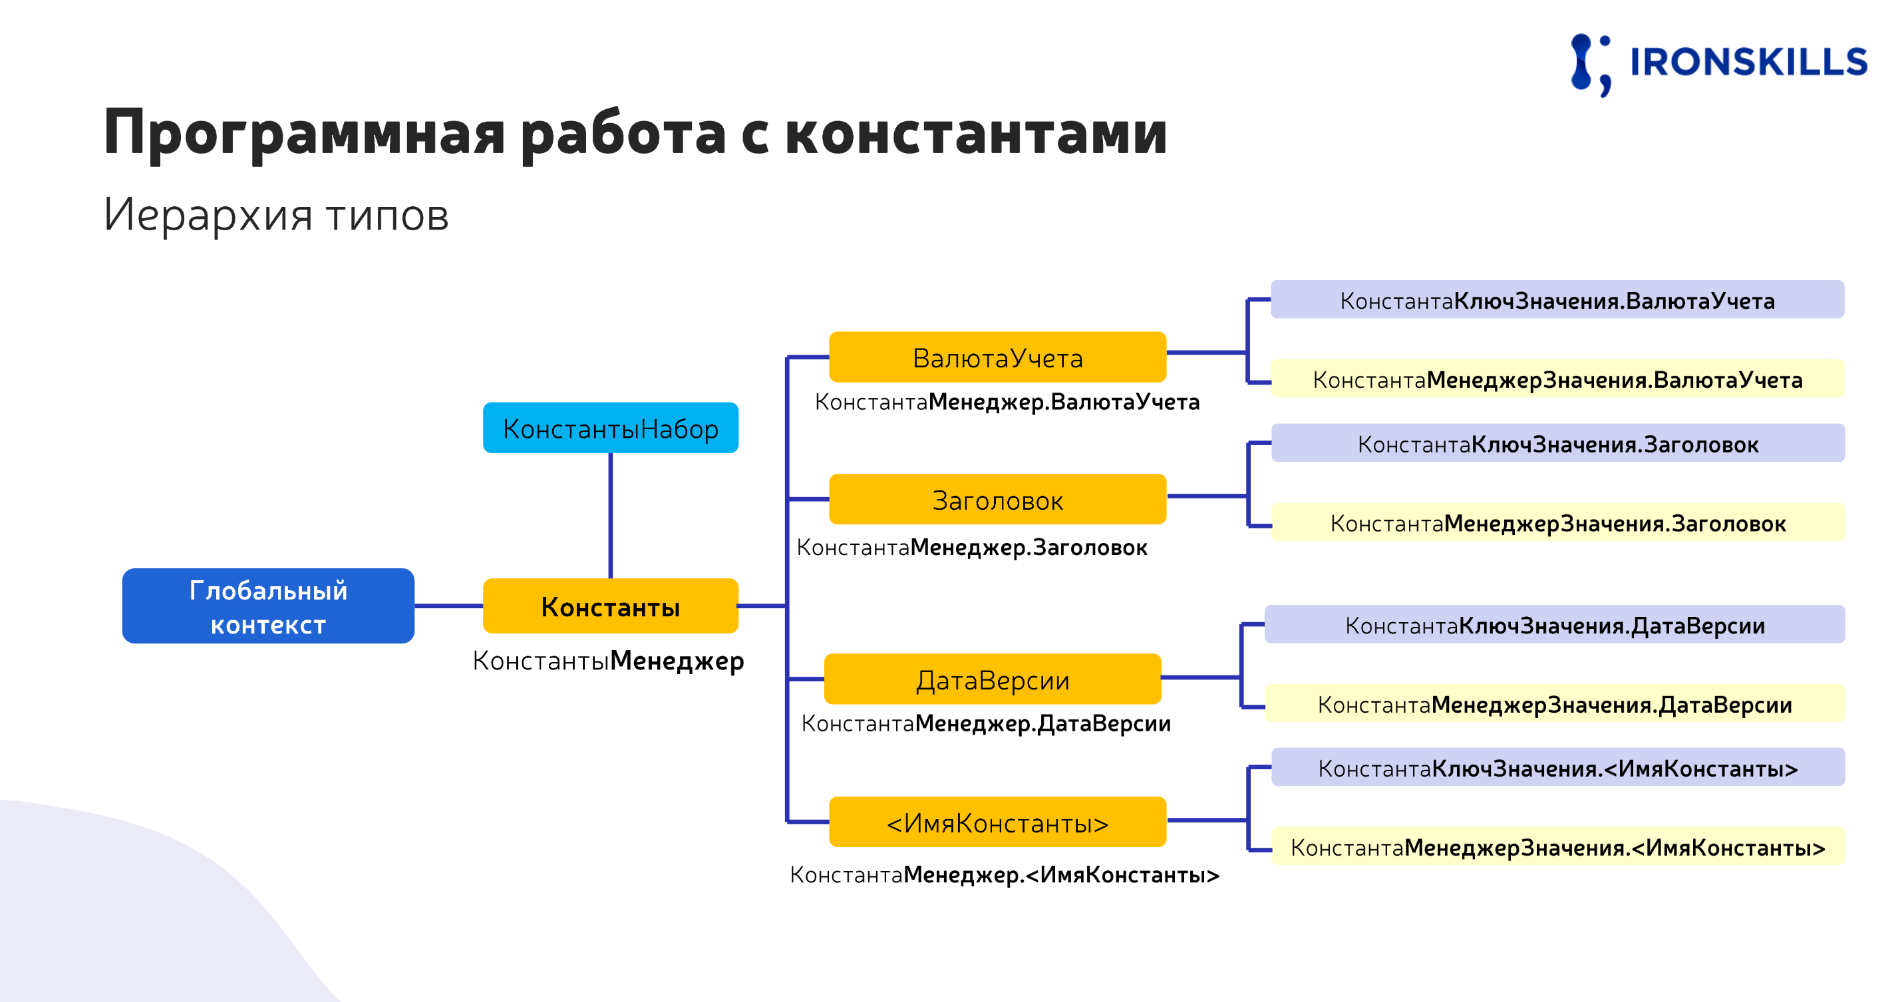 IRONSKILLS
Программная работа с константами
Иерархия типов
КонстантаКлючЗначения.ВалютаУчета
ВалютаУчета
КонстантаМенеджерЗначения.ВалютаУчета
КонстантаМенеджер.ВалютаУчета
КонстантыНабор
КонстантаКлючЗначения.Заголовок
Заголовок
КонстантаМенеджерЗначения.Заголовок
КонстантаМенеджер.Заголовок
Глобальный
контекст
Константы
КонстантыМенеджер
КонстантаКлючЗначения.ДатаВерсии
ДатаВерсии
КонстантаМенеджерЗначения.ДатаВерсии
КонстантаМенеджер.ДатаВерсии
КонстантаКлючЗначения.<ИмяКонстанты>
<ИмяКонстанты>
КонстантаМенеджерЗначения.<ИмяКонстанты>
КонстантаМенеджер.<ИмяКонстанты>